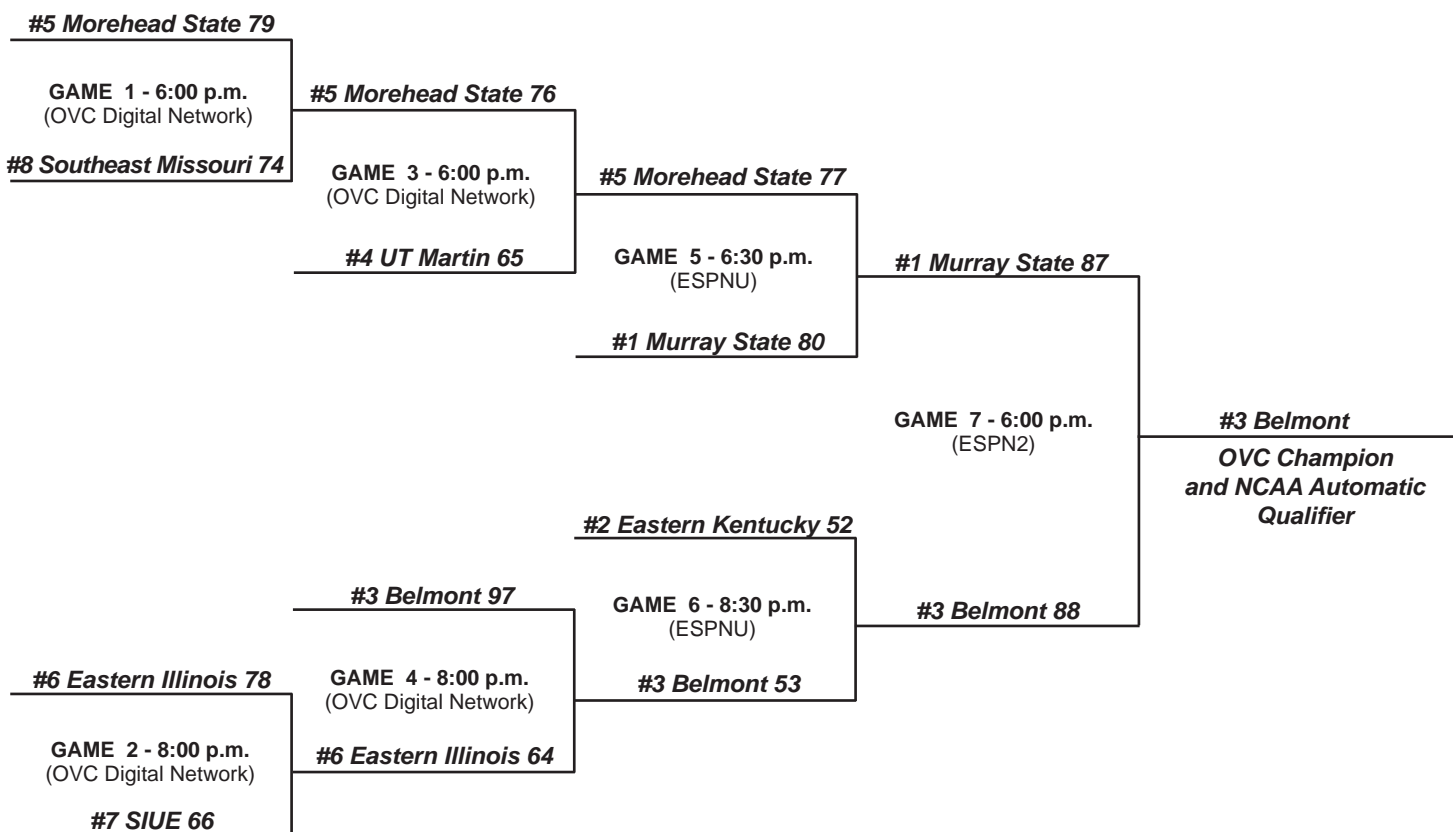 #5 Morehead State 79
GAME 1 - 6:00 p.m.
(OVC Digital Network)
#8 Southeast Missouri 74
#5 Morehead State 76
GAME 3 - 6:00 p.m.
(OVC Digital Network)
#4 UT Martin 65
#5 Morehead State 77
GAME 5 - 6:30 p.m.
(ESPNU)
#1 Murray State 80
#1 Murray State 87
GAME 7 - 6:00 p.m.
(ESPN2)
#3 Belmont
OVC Champion
and NCAA Automatic
Qualifier
#2 Eastern Kentucky 52
GAME 6 - 8:30 p.m.
(ESPNU)
#3 Belmont 53
#3 Belmont 88
#3 Belmont 97
GAME 4 - 8:00 p.m.
(OVC Digital Network)
#6 Eastern Illinois 64
#6 Eastern Illinois 78
GAME 2 - 8:00 p.m.
(OVC Digital Network)
#7 SIUE 66